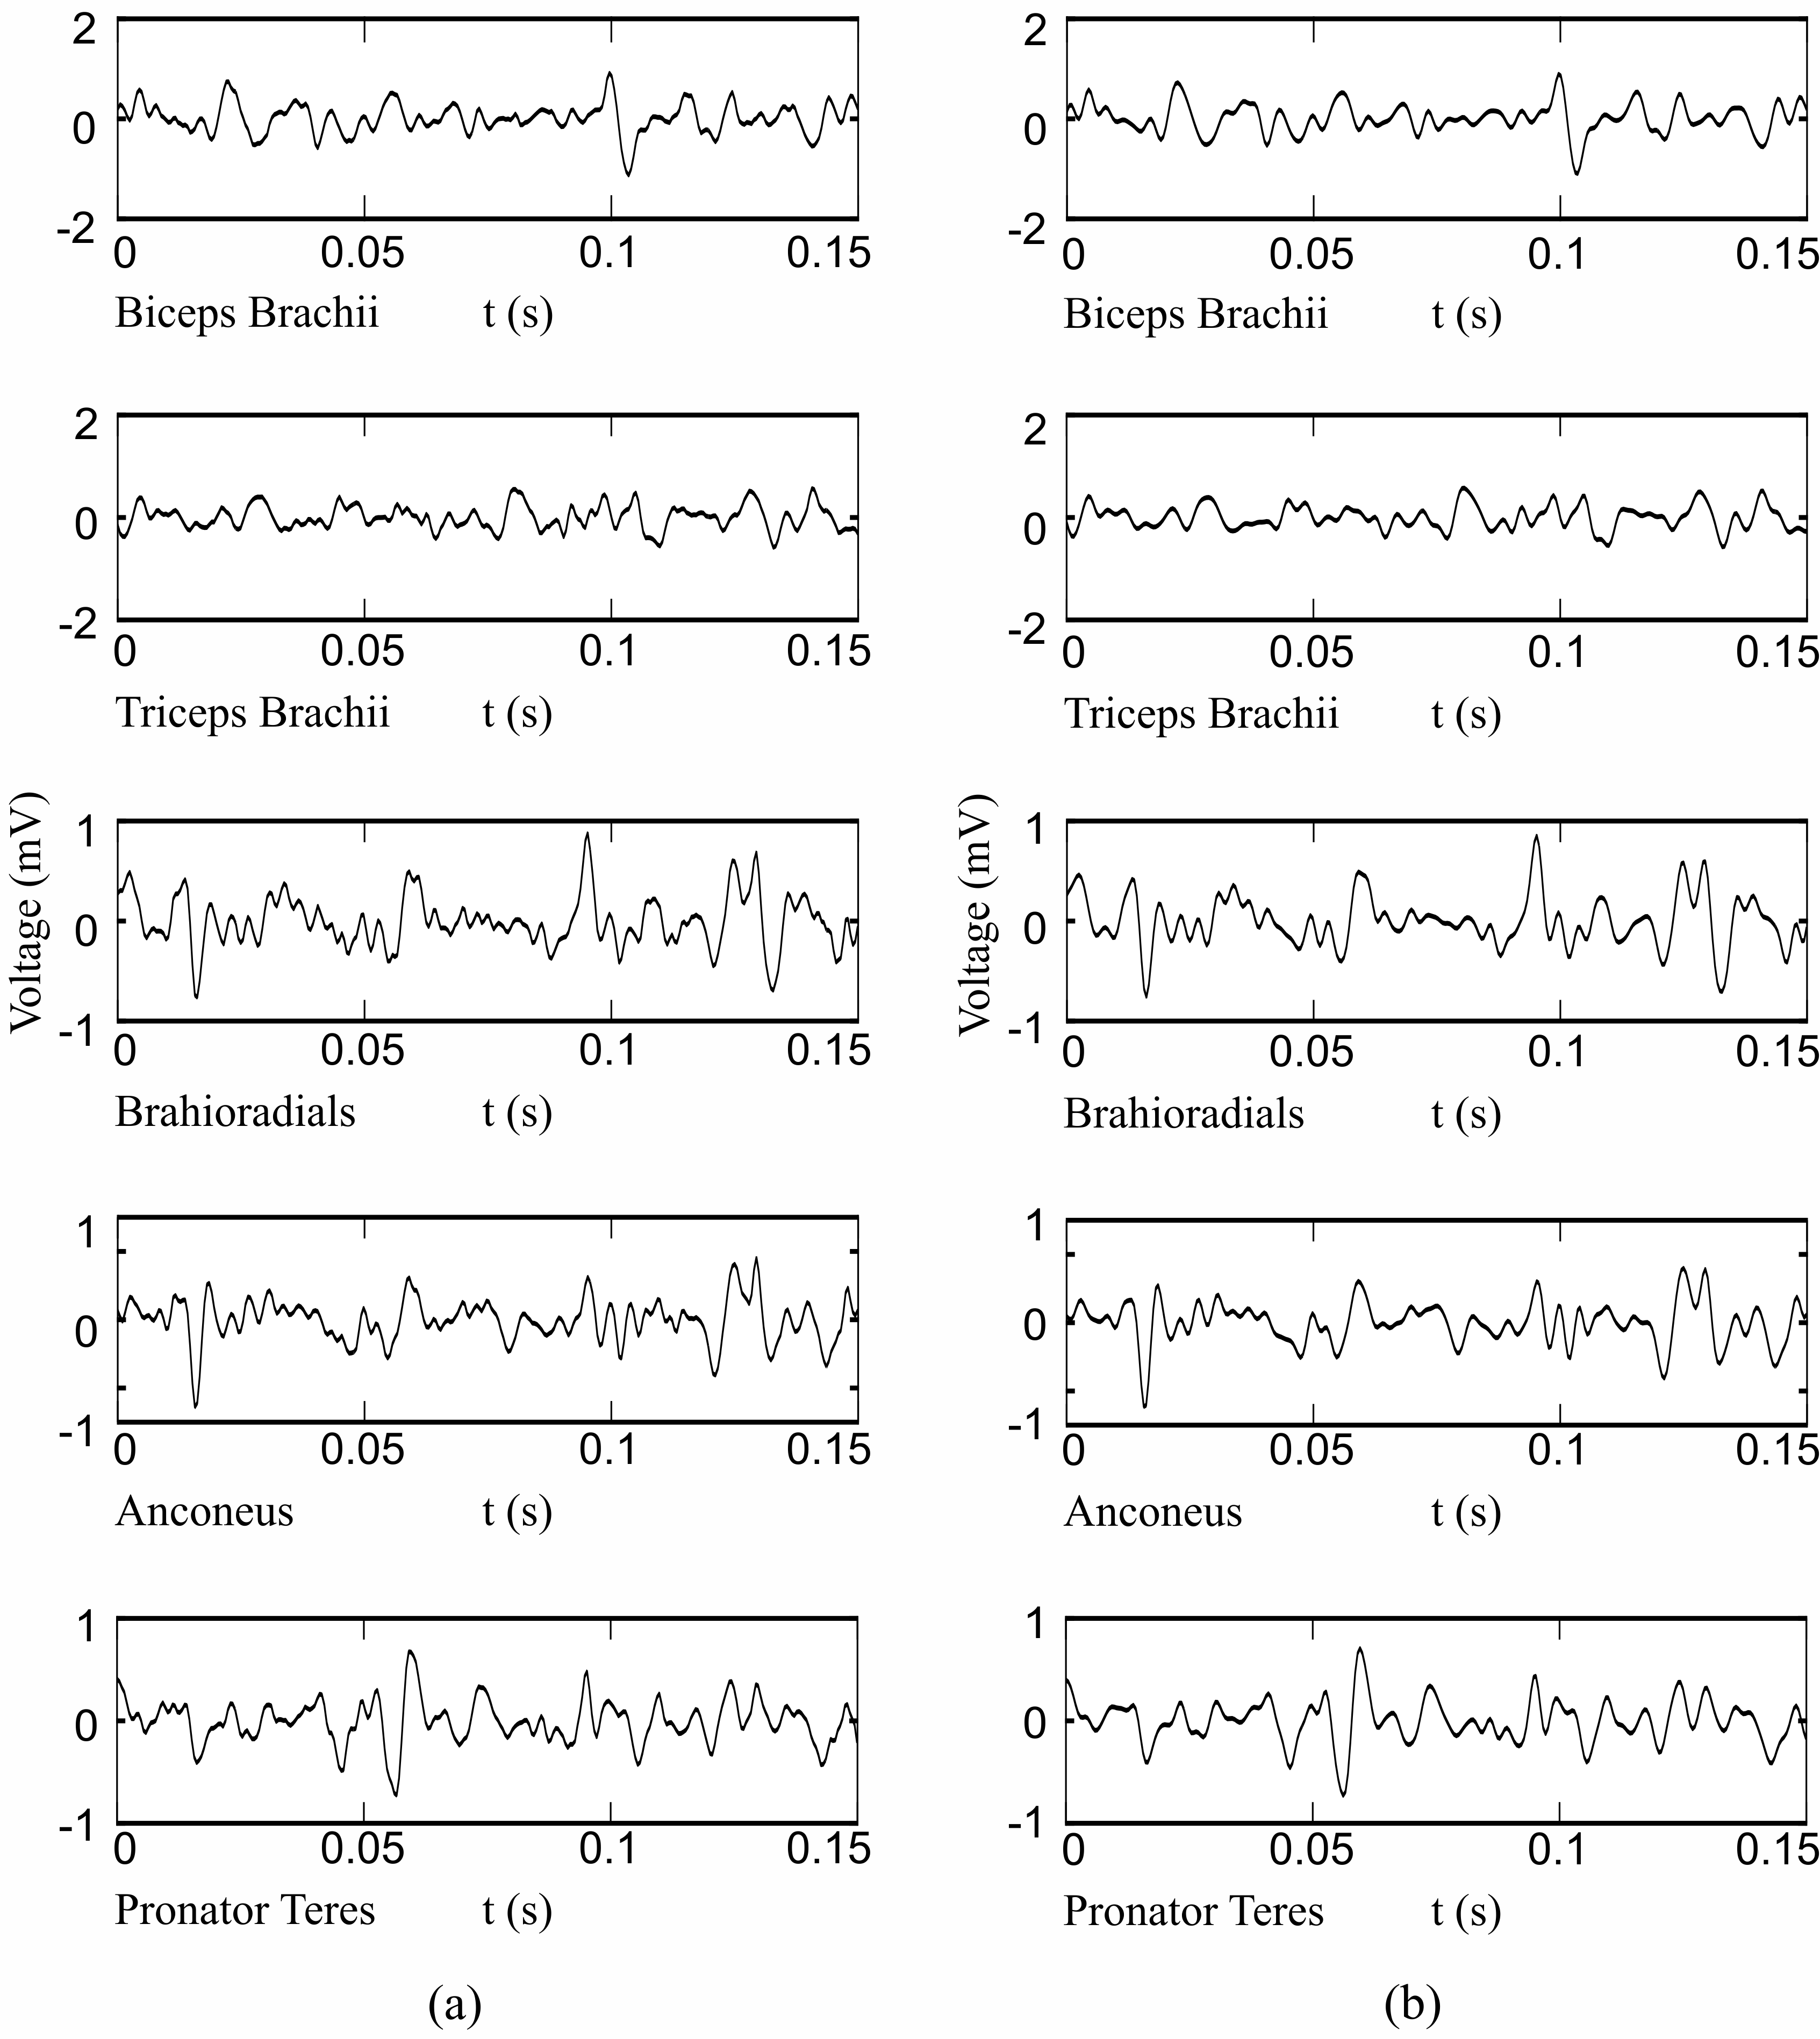 2 2
0 0
-2 -2
0 0.05 0.1 0.15 0 0.05 0.1 0.15
Biceps Brachii t (s) Biceps Brachii t (s)
2 2
0 0
-2 -2
0 0.05 0.1 0.15 0 0.05 0.1 0.15
Triceps Brachii t (s) Triceps Brachii t (s)
Voltage (mV) Voltage (mV)
1 1
0 0
-1 -1
0 0.05 0.1 0.15 0 0.05 0.1 0.15
Brahioradials t (s) Brahioradials t (s)
1 1
0 0
-1 -1
0 0.05 0.1 0.15 0 0.05 0.1 0.15
Anconeus t (s) Anconeus t (s)
1 1
0 0
-1 -1
0 0.05 0.1 0.15 0 0.05 0.1 0.15
Pronator Teres t (s) Pronator Teres t (s)
(a) (b)